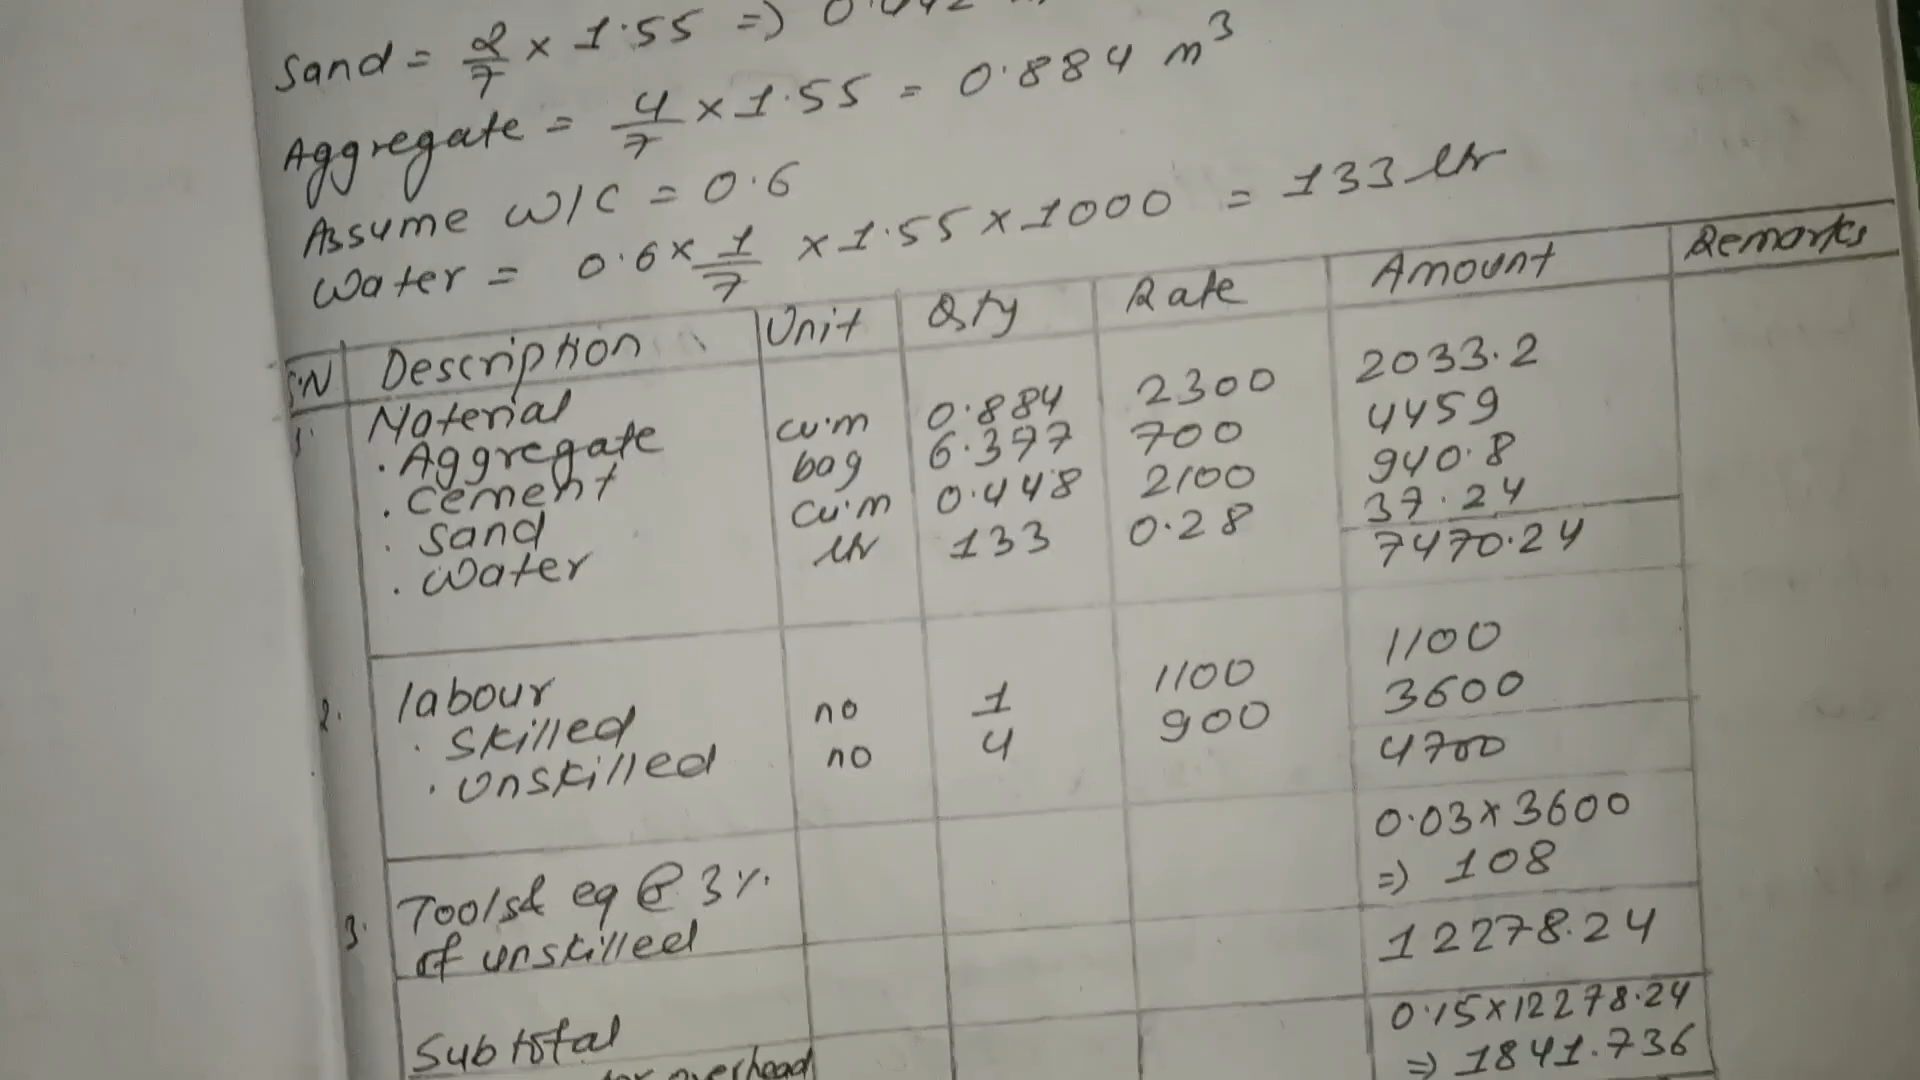 Sand = 2/7 × 1.55 =>
Aggregate = 4/7 × 1.55 = 0.884 m³
Assume W/C = 0.6
Water = 0.6 × 1/7 × 1.55 × 1000 = 133 ltr
S.N Description Unit Qty Rate Amount Remarks
1. Material
. Aggregate cu.m 0.884 2300 2033.2
. Cement bag 6.377 700 4459
. Sand cu.m 0.448 2100 940.8
. Water ltr 133 0.28 37.24
7470.24
2. labour
. Skilled no 1 1100 1100
. Unskilled no 4 900 3600
4700
3. Tools & eq @ 3% 0.03 × 3600
of unskilled => 108
Subtotal 12278.24
overhead 0.15 × 12278.24
=> 1841.736